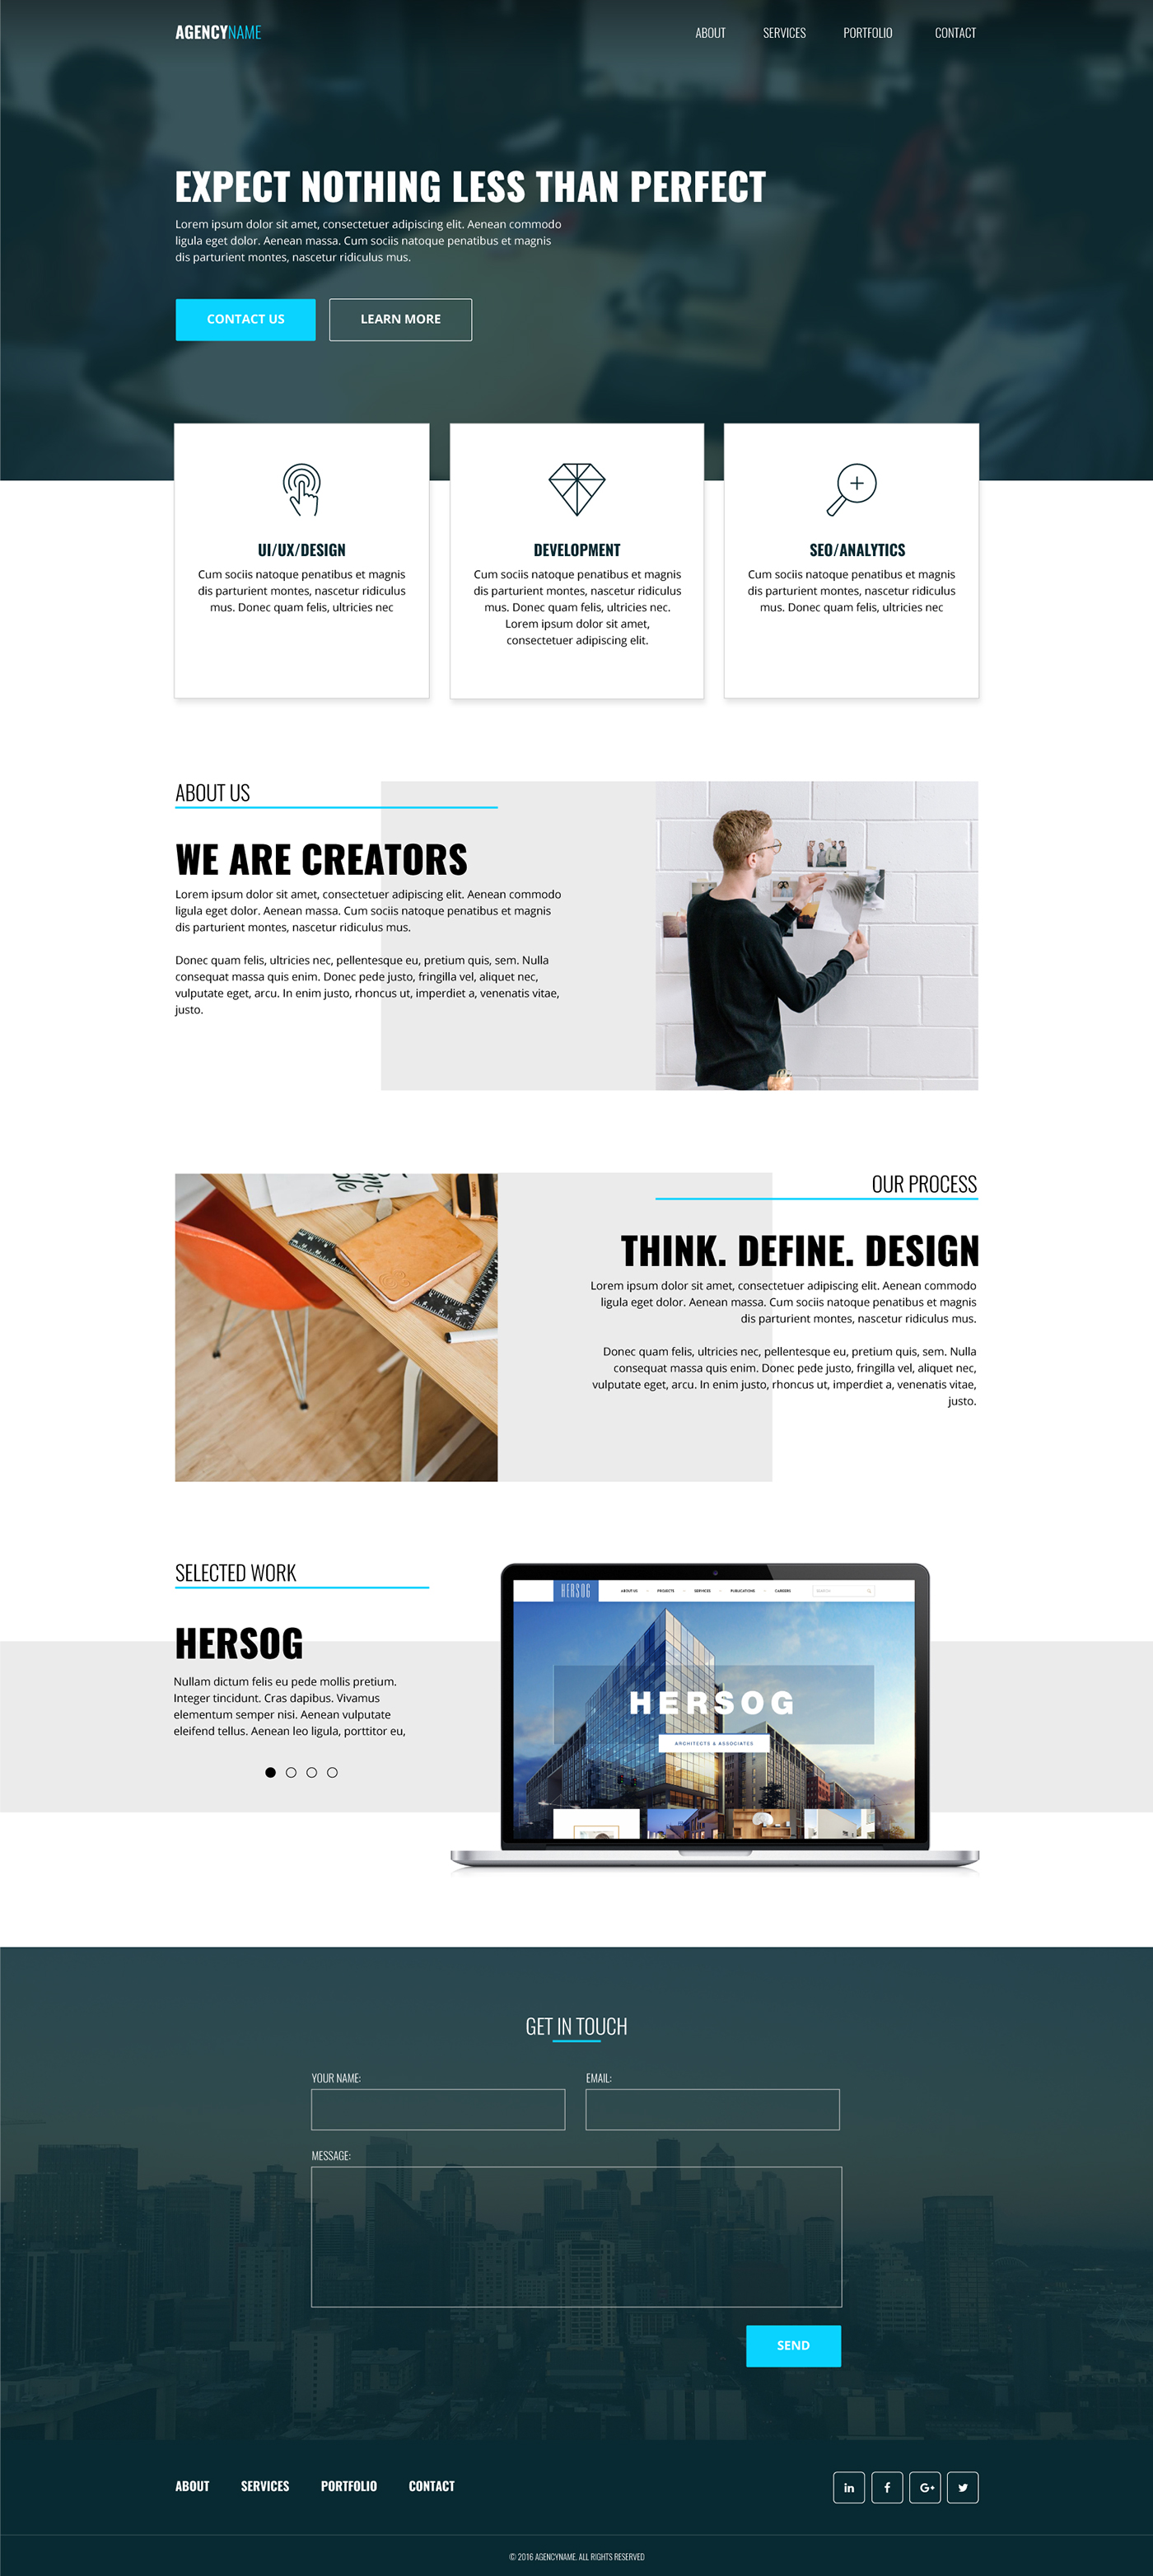 AGENCYNAME
ABOUT SERVICES PORTFOLIO CONTACT
EXPECT NOTHING LESS THAN PERFECT
Lorem ipsum dolor sit amet, consectetuer adipiscing elit. Aenean commodo
ligula eget dolor. Aenean massa. Cum sociis natoque penatibus et magnis
dis parturient montes, nascetur ridiculus mus.
CONTACT US
LEARN MORE
UI/UX/DESIGN
Cum sociis natoque penatibus et magnis
dis parturient montes, nascetur ridiculus
mus. Donec quam felis, ultricies nec
DEVELOPMENT
Cum sociis natoque penatibus et magnis
dis parturient montes, nascetur ridiculus
mus. Donec quam felis, ultricies nec.
Lorem ipsum dolor sit amet,
consectetuer adipiscing elit.
SEO/ANALYTICS
Cum sociis natoque penatibus et magnis
dis parturient montes, nascetur ridiculus
mus. Donec quam felis, ultricies nec
ABOUT US
WE ARE CREATORS
Lorem ipsum dolor sit amet, consectetuer adipiscing elit. Aenean commodo
ligula eget dolor. Aenean massa. Cum sociis natoque penatibus et magnis
dis parturient montes, nascetur ridiculus mus.
Donec quam felis, ultricies nec, pellentesque eu, pretium quis, sem. Nulla
consequat massa quis enim. Donec pede justo, fringilla vel, aliquet nec,
vulputate eget, arcu. In enim justo, rhoncus ut, imperdiet a, venenatis vitae,
justo.
OUR PROCESS
THINK. DEFINE. DESIGN
Lorem ipsum dolor sit amet, consectetuer adipiscing elit. Aenean commodo
ligula eget dolor. Aenean massa. Cum sociis natoque penatibus et magnis
dis parturient montes, nascetur ridiculus mus.
Donec quam felis, ultricies nec, pellentesque eu, pretium quis, sem. Nulla
consequat massa quis enim. Donec pede justo, fringilla vel, aliquet nec,
vulputate eget, arcu. In enim justo, rhoncus ut, imperdiet a, venenatis vitae,
justo.
SELECTED WORK
HERSOG
Nullam dictum felis eu pede mollis pretium.
Integer tincidunt. Cras dapibus. Vivamus
elementum semper nisi. Aenean vulputate
eleifend tellus. Aenean leo ligula, porttitor eu,
HERSOG
ABOUT US PROJECTS SERVICES PUBLICATIONS CAREERS SEARCH
HERSOG
ARCHITECTS & ASSOCIATES
GET IN TOUCH
YOUR NAME:
EMAIL:
MESSAGE:
SEND
ABOUT SERVICES PORTFOLIO CONTACT
in f G+
© 2016 AGENCYNAME. ALL RIGHTS RESERVED